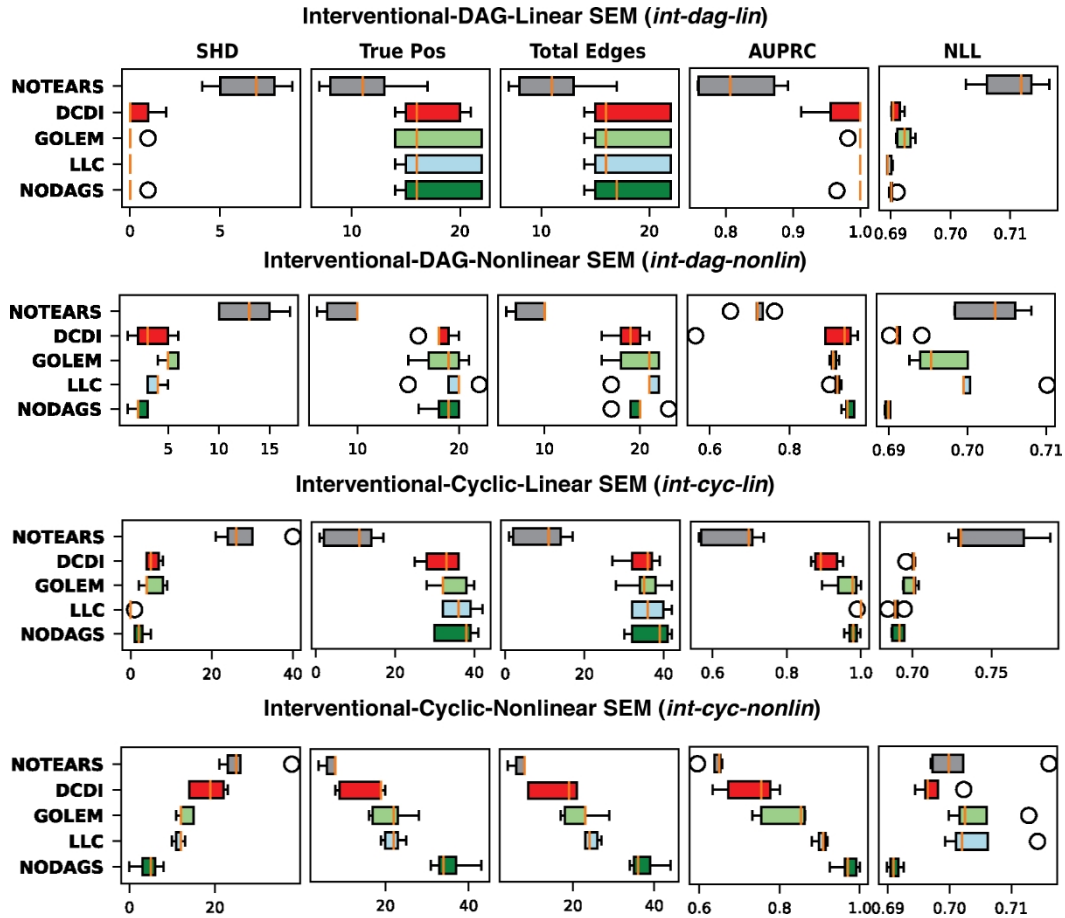 Interventional-DAG-Linear SEM (int-dag-lin)
SHD True Pos Total Edges AUPRC NLL
NOTEARS
DCDI
GOLEM
LLC
NODAGS
0 5 10 20 10 20 0.8 0.9 1.0 0.69 0.70 0.71
Interventional-DAG-Nonlinear SEM (int-dag-nonlin)
NOTEARS
DCDI
GOLEM
LLC
NODAGS
5 10 15 10 20 10 20 0.6 0.8 0.69 0.70 0.71
Interventional-Cyclic-Linear SEM (int-cyc-lin)
NOTEARS
DCDI
GOLEM
LLC
NODAGS
0 20 40 0 20 40 0 20 40 0.6 0.8 1.0 0.70 0.75
Interventional-Cyclic-Nonlinear SEM (int-cyc-nonlin)
NOTEARS
DCDI
GOLEM
LLC
NODAGS
0 20 20 40 20 40 0.6 0.7 0.8 0.9 1.0 0.69 0.70 0.71